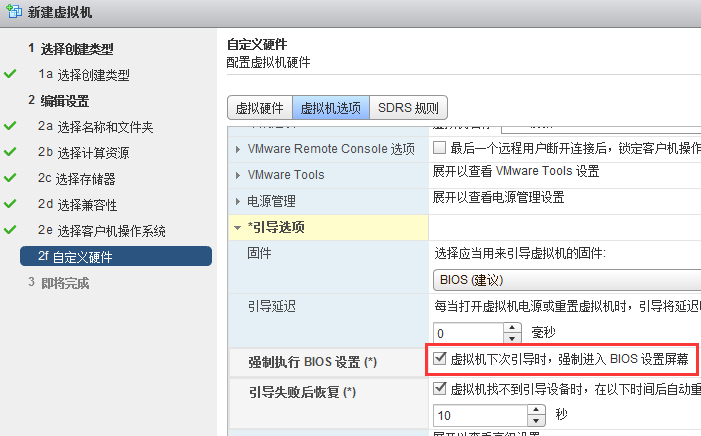 新建虚拟机
1 选择创建类型
1a 选择创建类型
2 编辑设置
2a 选择名称和文件夹
2b 选择计算资源
2c 选择存储器
2d 选择兼容性
2e 选择客户机操作系统
2f 自定义硬件
3 即将完成
自定义硬件
配置虚拟机硬件
虚拟硬件 虚拟机选项 SDRS 规则
VMware Remote Console 选项 最后一个远程用户断开连接后，锁定客户机操作
VMware Tools 展开以查看 VMware Tools 设置
电源管理 展开以查看电源管理设置
*引导选项
固件 选择应当用来引导虚拟机的固件:
BIOS (建议)
引导延迟 每当打开虚拟机电源或重置虚拟机时，引导将延迟
0 毫秒
强制执行 BIOS 设置 (*) 虚拟机下次引导时，强制进入 BIOS 设置屏幕
引导失败后恢复 (*) 虚拟机找不到引导设备时，在以下时间后自动重
10 秒